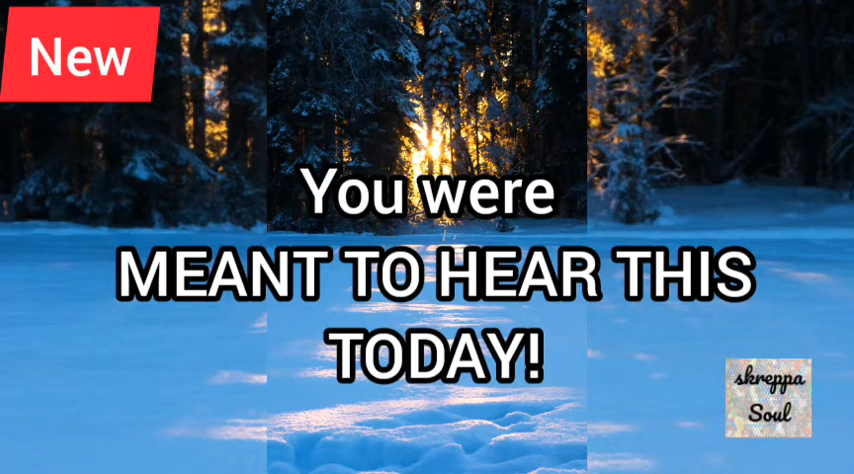 New
You were
MEANT TO HEAR THIS
TODAY!
skreppa
Soul